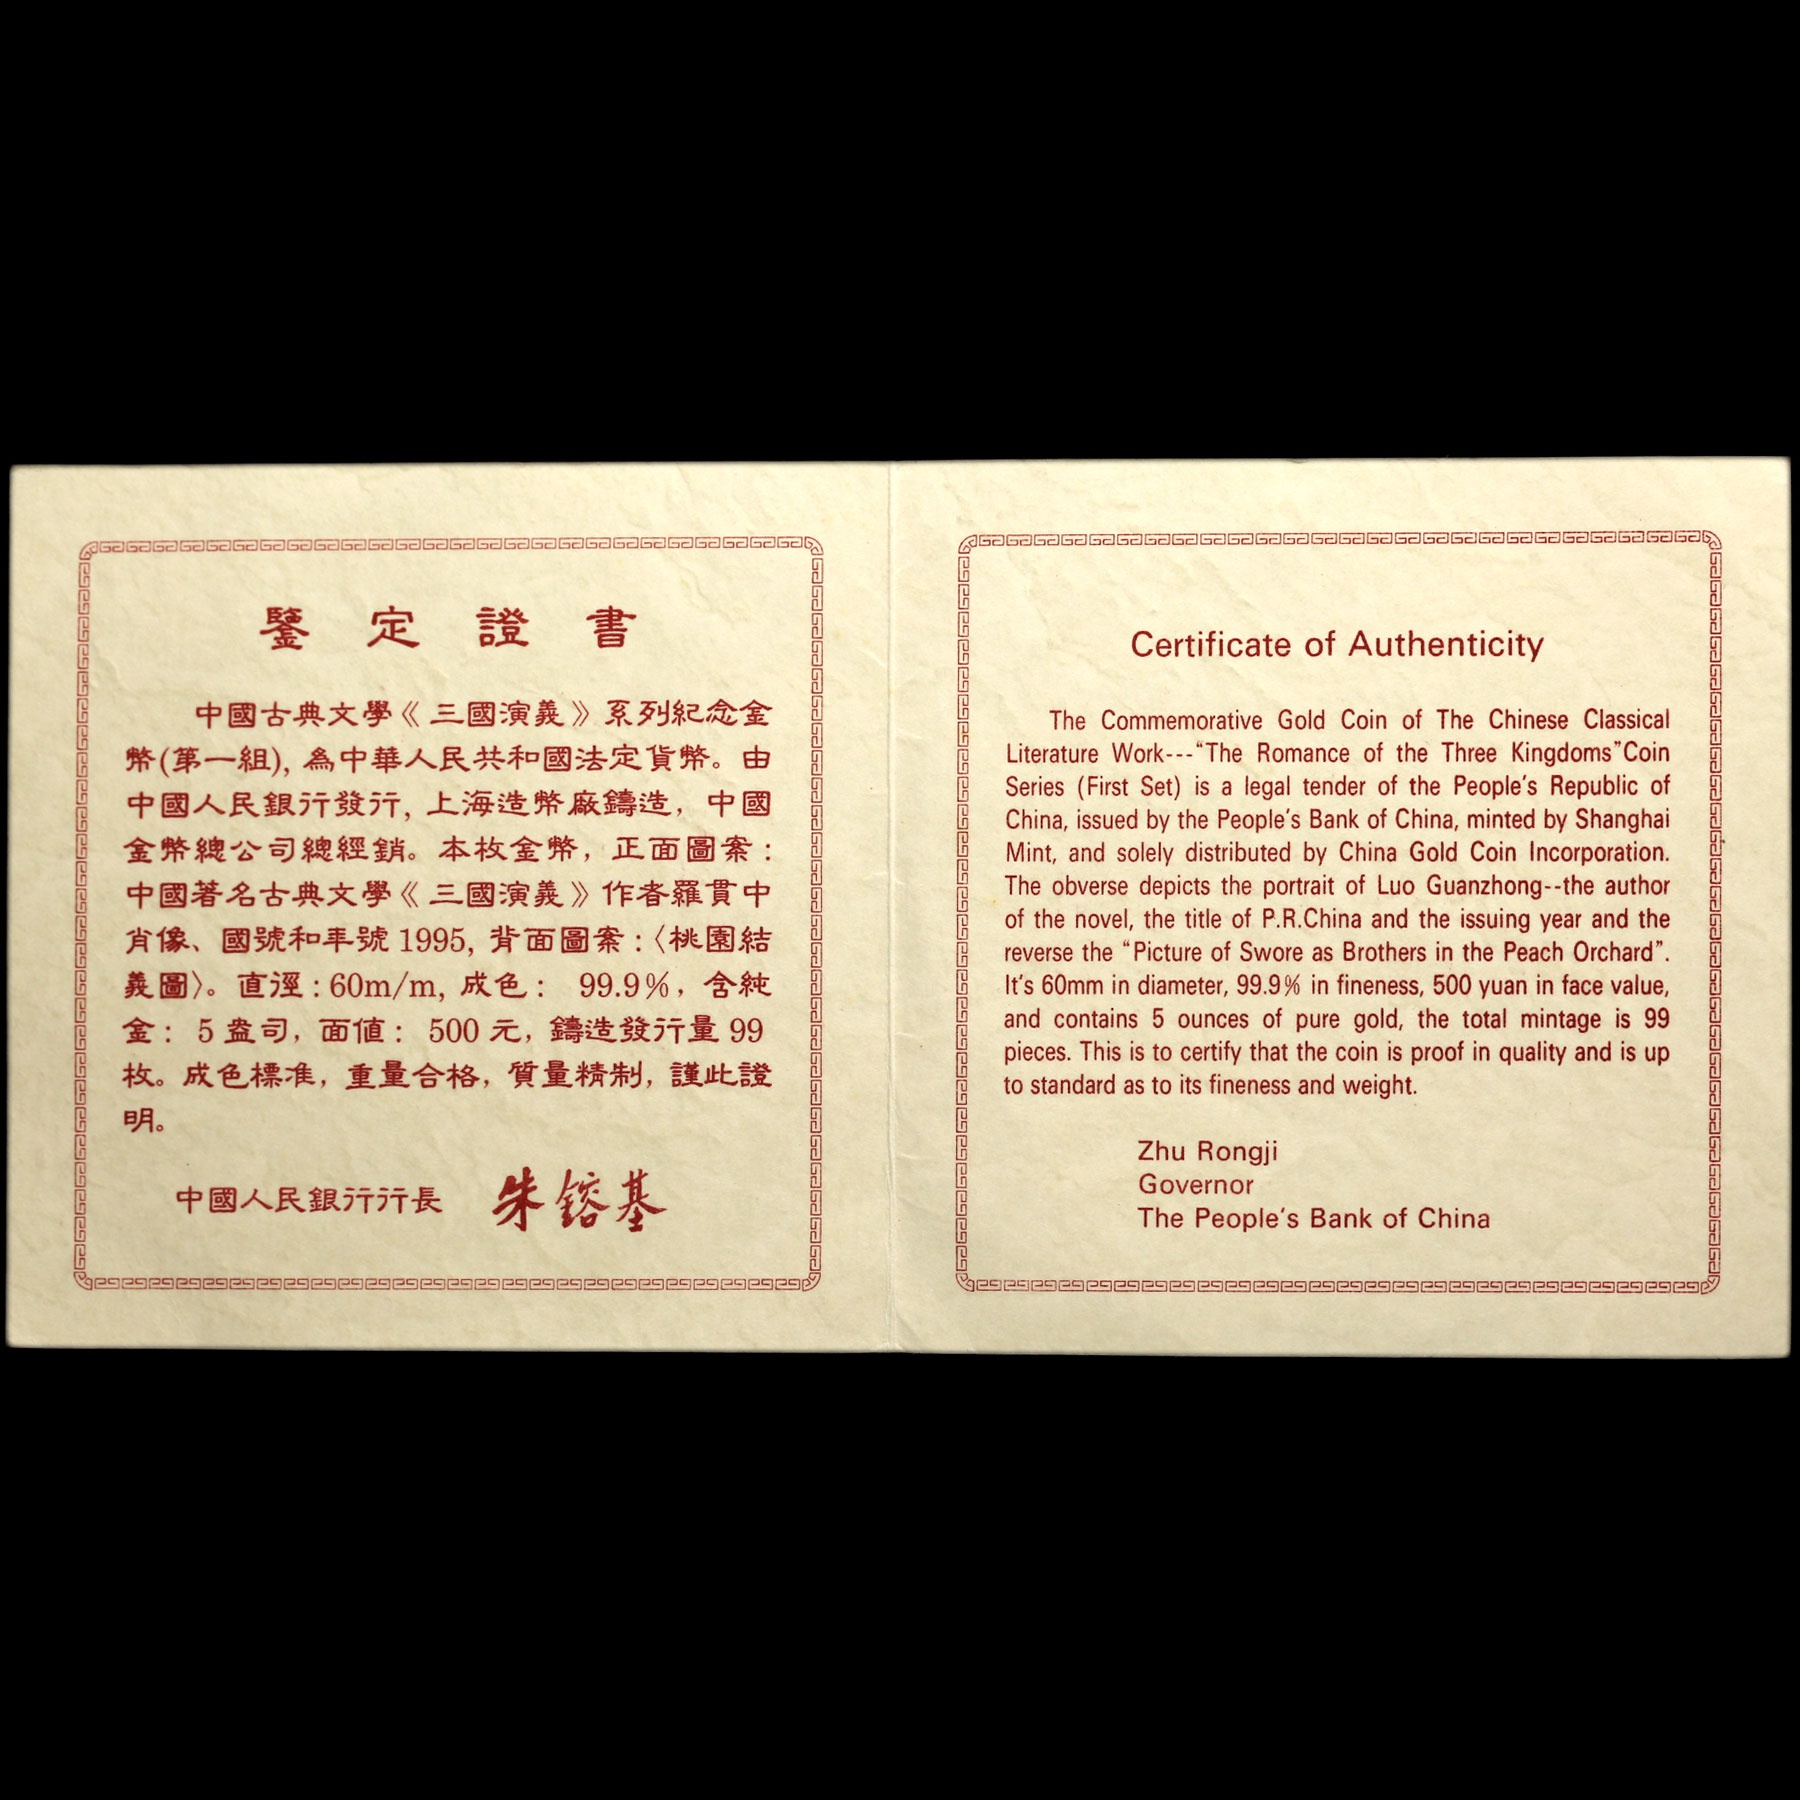 鑒定證書
中國古典文學《三國演義》系列紀念金
幣(第一組), 為中華人民共和國法定貨幣。由
中國人民銀行發行, 上海造幣廠鑄造, 中國
金幣總公司總經銷。本枚金幣, 正面圖案:
中國著名古典文學《三國演義》作者羅貫中
肖像、國號和年號 1995, 背面圖案:〈桃園結
義圖〉。直徑: 60m/m, 成色: 99.9%, 含純
金: 5 盎司, 面值: 500 元, 鑄造發行量 99
枚。成色標准, 重量合格, 質量精制, 謹此證
明。
中國人民銀行行長 朱鎔基
Certificate of Authenticity
The Commemorative Gold Coin of The Chinese Classical
Literature Work---“The Romance of the Three Kingdoms”Coin
Series (First Set) is a legal tender of the People's Republic of
China, issued by the People's Bank of China, minted by Shanghai
Mint, and solely distributed by China Gold Coin Incorporation.
The obverse depicts the portrait of Luo Guanzhong--the author
of the novel, the title of P.R.China and the issuing year and the
reverse the “Picture of Swore as Brothers in the Peach Orchard”.
It's 60mm in diameter, 99.9% in fineness, 500 yuan in face value,
and contains 5 ounces of pure gold, the total mintage is 99
pieces. This is to certify that the coin is proof in quality and is up
to standard as to its fineness and weight.
Zhu Rongji
Governor
The People's Bank of China